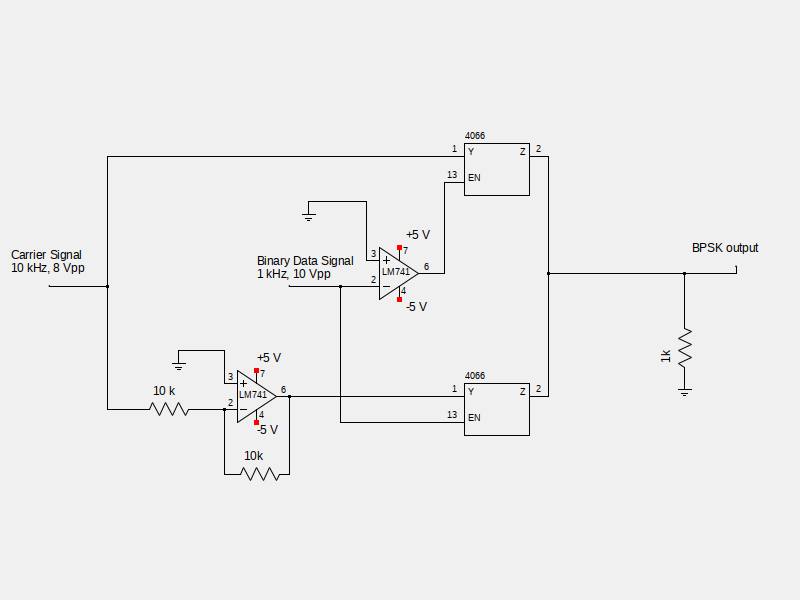 4066
1 Y Z 2
13 EN
+5 V
7
3
LM741
6
2
4
-5 V
BPSK output
Carrier Signal
10 kHz, 8 Vpp
Binary Data Signal
1 kHz, 10 Vpp
1k
+5 V
7
3
LM741
6
2
4
-5 V
10 k
10k
4066
1 Y Z 2
13 EN